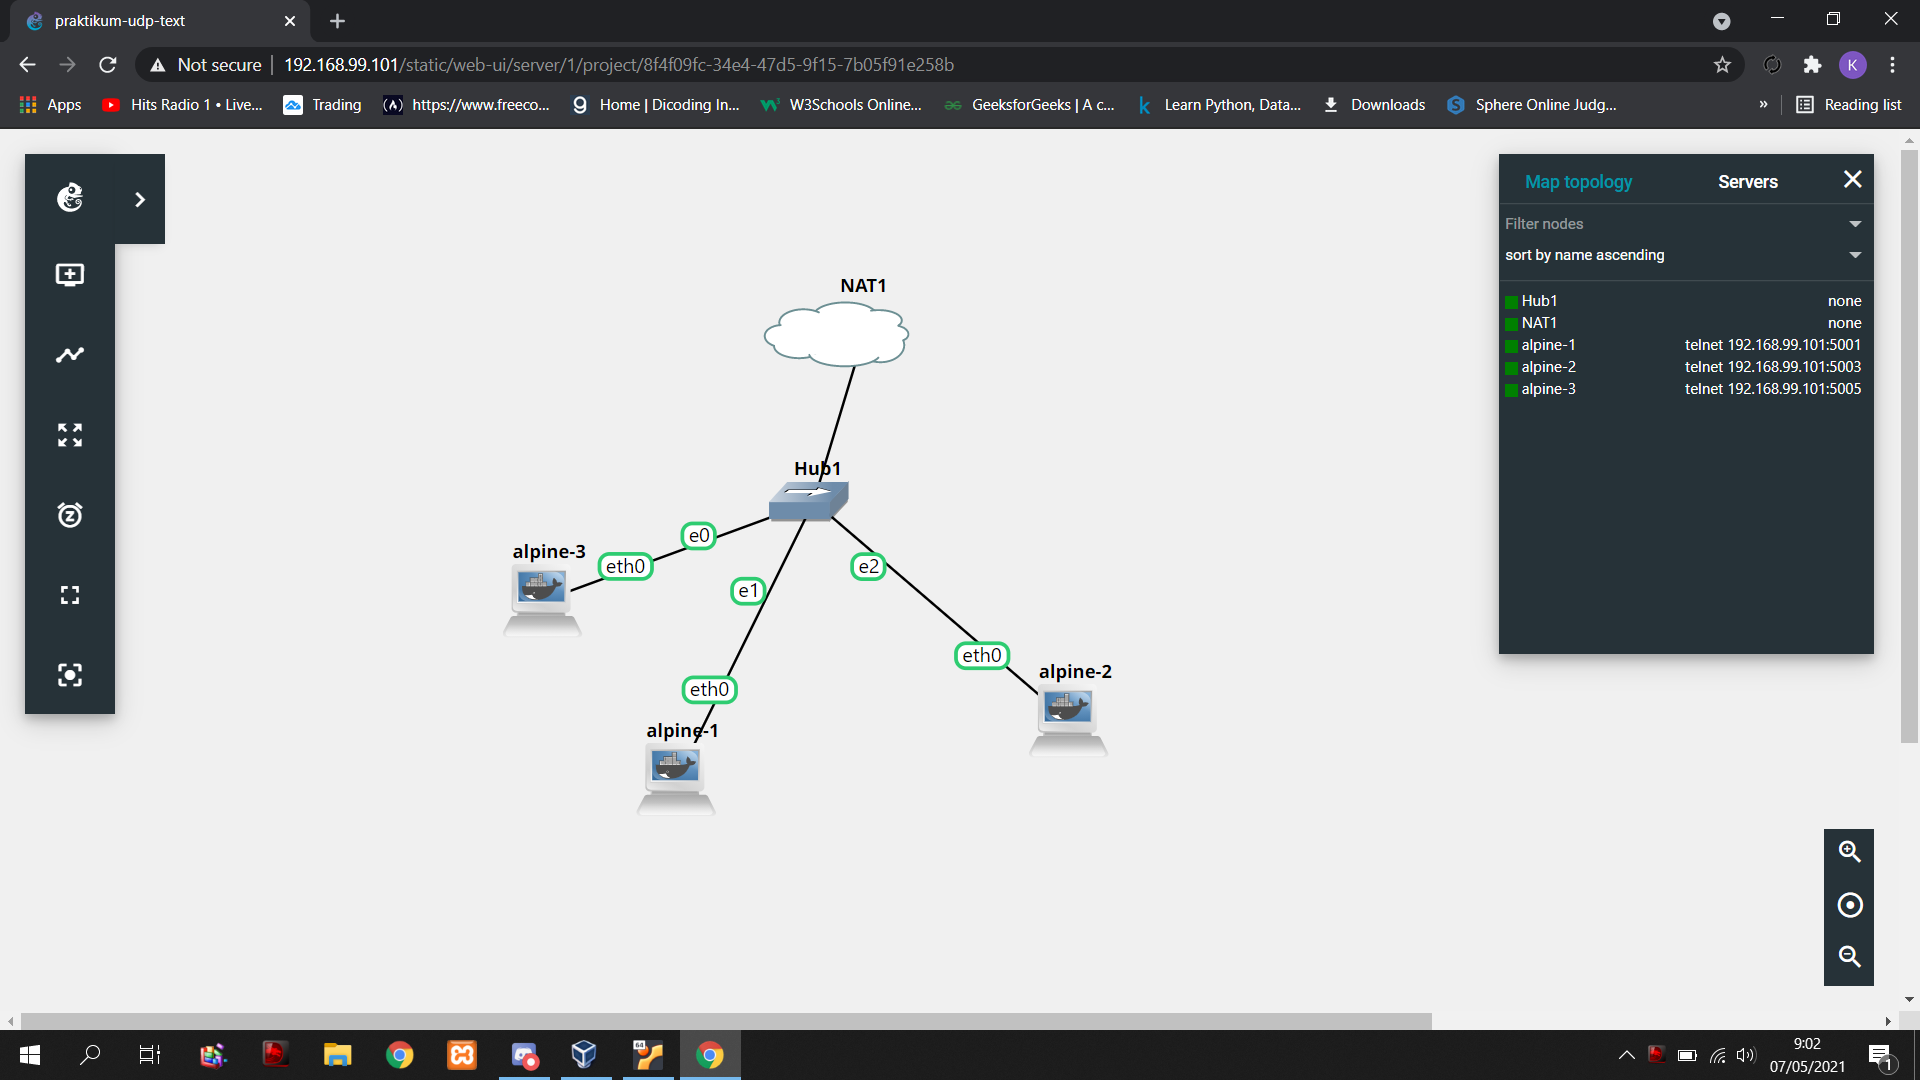 praktikum-udp-text
Not secure
192.168.99.101/static/web-ui/server/1/project/8f4f09fc-34e4-47d5-9f15-7b05f91e258b
K
Apps
Hits Radio 1 • Live...
Trading
https://www.freeco...
Home | Dicoding In...
W3Schools Online...
GeeksforGeeks | A c...
Learn Python, Data...
Downloads
Sphere Online Judg...
»
Reading list
Map topology
Servers
Filter nodes
sort by name ascending
Hub1 none
NAT1 none
alpine-1 telnet 192.168.99.101:5001
alpine-2 telnet 192.168.99.101:5003
alpine-3 telnet 192.168.99.101:5005
NAT1
Hub1
e0
alpine-3
eth0
e2
e1
eth0
alpine-2
eth0
alpine-1
64
9:02
07/05/2021
1